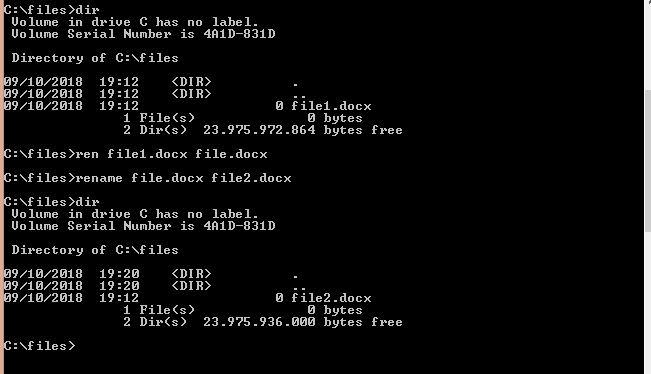 C:\files>dir
 Volume in drive C has no label.
 Volume Serial Number is 4A1D-831D

 Directory of C:\files

09/10/2018  19:12    <DIR>          .
09/10/2018  19:12    <DIR>          ..
09/10/2018  19:12                 0 file1.docx
               1 File(s)              0 bytes
               2 Dir(s)  23.975.972.864 bytes free

C:\files>ren file1.docx file.docx

C:\files>rename file.docx file2.docx

C:\files>dir
 Volume in drive C has no label.
 Volume Serial Number is 4A1D-831D

 Directory of C:\files

09/10/2018  19:20    <DIR>          .
09/10/2018  19:20    <DIR>          ..
09/10/2018  19:12                 0 file2.docx
               1 File(s)              0 bytes
               2 Dir(s)  23.975.936.000 bytes free

C:\files>